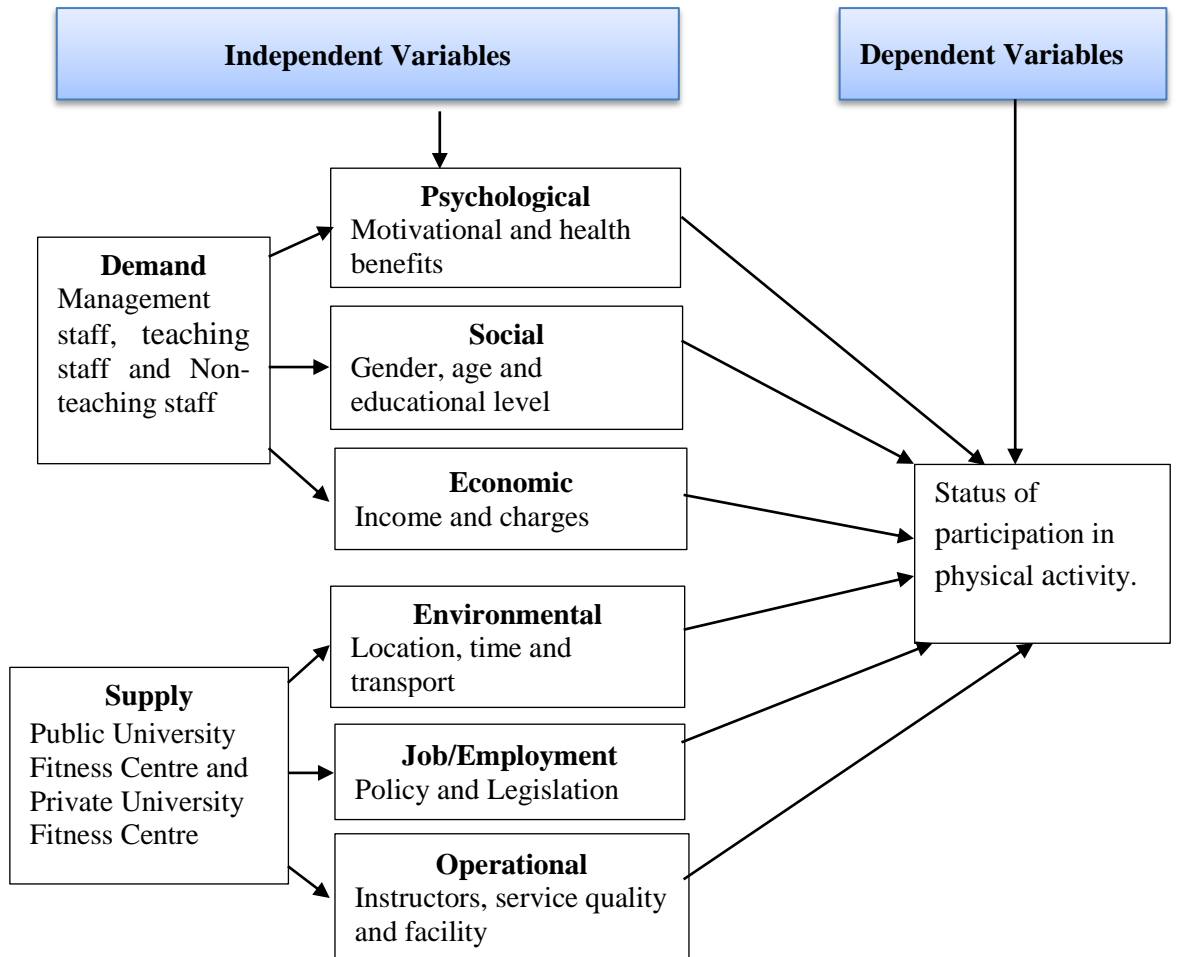 Independent Variables
Dependent Variables
Psychological
Motivational and health
benefits
Demand
Management
staff, teaching
staff and Non-
teaching staff
Social
Gender, age and
educational level
Economic
Income and charges
Status of
participation in
physical activity.
Environmental
Location, time and
transport
Supply
Public University
Fitness Centre and
Private University
Fitness Centre
Job/Employment
Policy and Legislation
Operational
Instructors, service quality
and facility